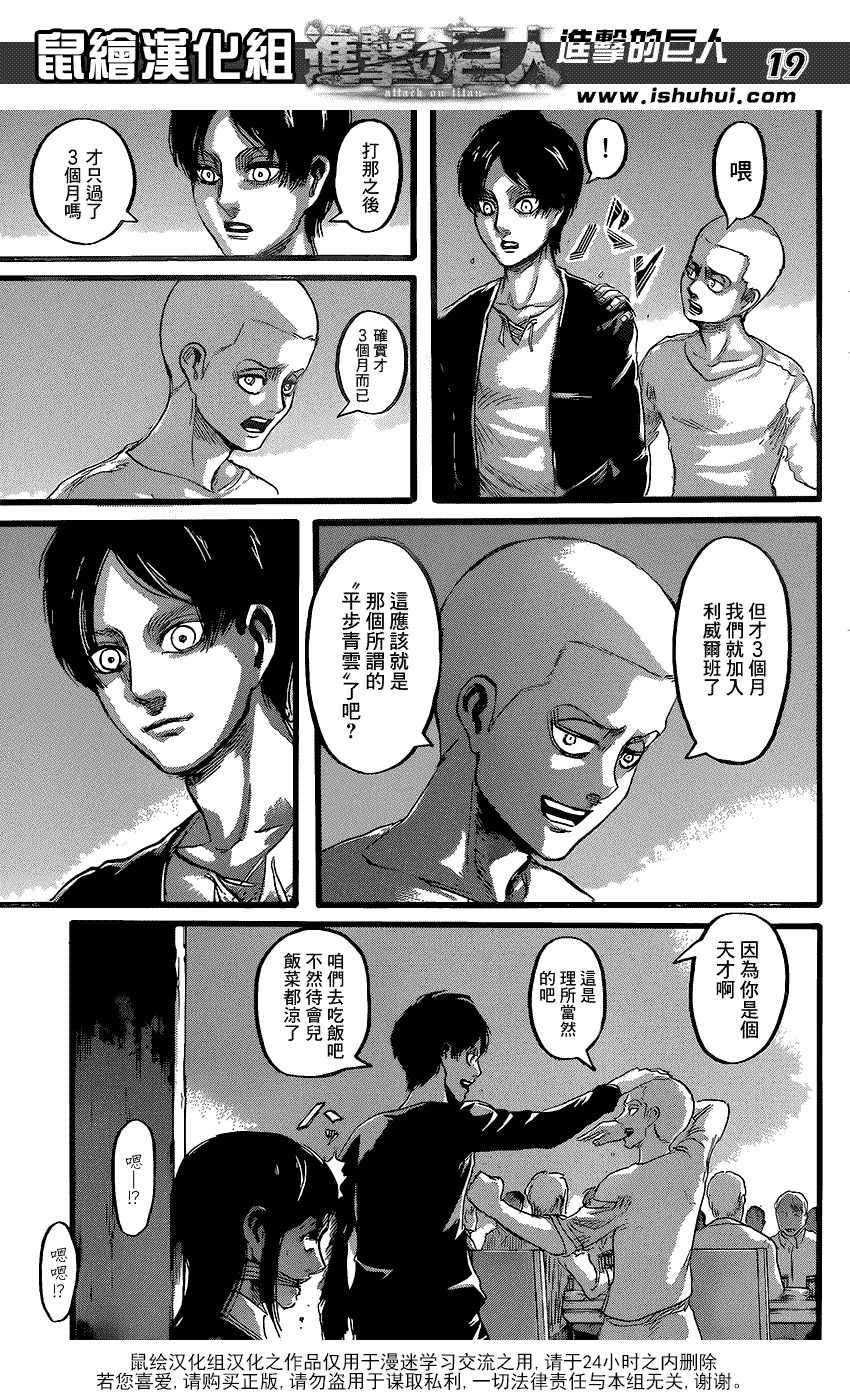 鼠繪漢化組
進撃の巨人
attack on titan
進擊的巨人
19
www.ishuhui.com
喂
!
バッ
打那之後
才只過了
3個月嗎
確實才
3個月而已
但才3個月
我們就加入
利威爾班了
這應該就是
那個所謂的
〝平步青雲〞了吧?
因為你是個
天才啊
這是
理所當然
的吧
咱們去吃飯吧
不然待會兒
飯菜都涼了
嗯—!?
嗯嗯!?
鼠绘汉化组汉化之作品仅用于漫迷学习交流之用, 请于24小时之内删除
若您喜爱, 请购买正版, 请勿用于谋取私利, 一切法律责任与本组无关, 谢谢。